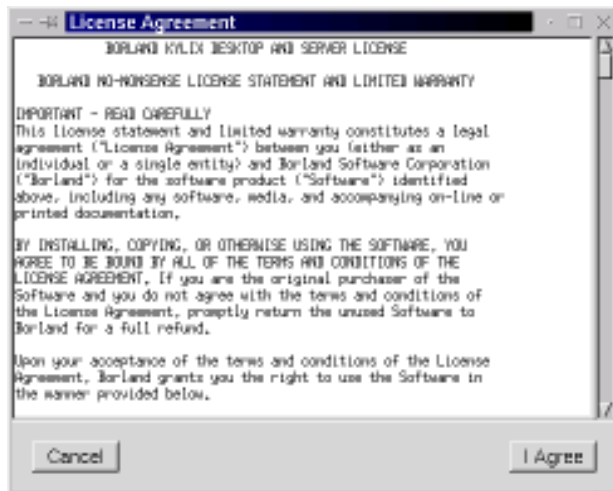 License Agreement
BORLAND KYLIX DESKTOP AND SERVER LICENSE
BORLAND NO-NONSENSE LICENSE STATEMENT AND LIMITED WARRANTY
IMPORTANT - READ CAREFULLY
This license statement and limited warranty constitutes a legal
agreement ("License Agreement") between you (either as an
individual or a single entity) and Borland Software Corporation
("Borland") for the software product ("Software") identified
above, including any software, media, and accompanying on-line or
printed documentation.
BY INSTALLING, COPYING, OR OTHERWISE USING THE SOFTWARE, YOU
AGREE TO BE BOUND BY ALL OF THE TERMS AND CONDITIONS OF THE
LICENSE AGREEMENT. If you are the original purchaser of the
Software and you do not agree with the terms and conditions of
the License Agreement, promptly return the unused Software to
Borland for a full refund.
Upon your acceptance of the terms and conditions of the License
Agreement, Borland grants you the right to use the Software in
the manner provided below.
Cancel
I Agree